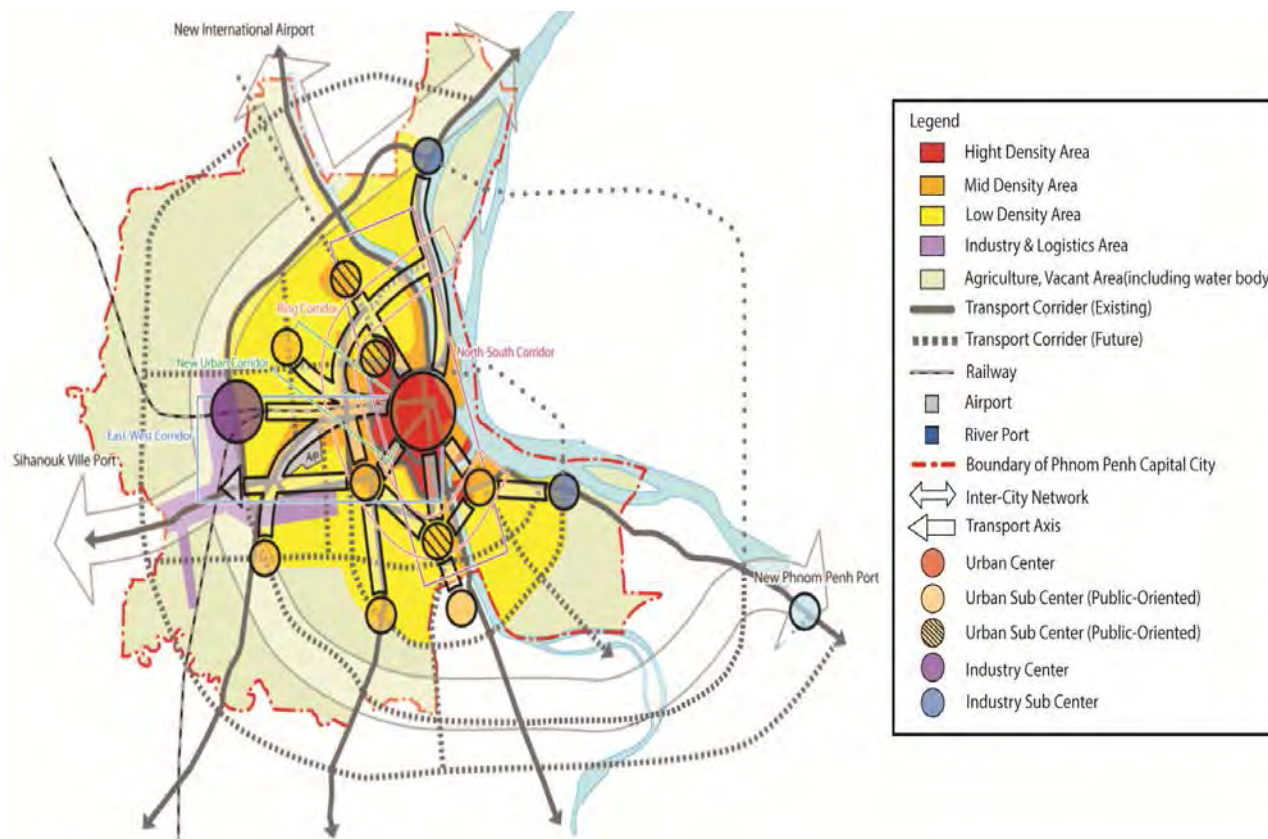 New International Airport
Ring Corridor
New Urban Corridor
North-South Corridor
East-West Corridor
Sihanouk Ville Port
A/P
New Phnom Penh Port
Legend
Hight Density Area
Mid Density Area
Low Density Area
Industry & Logistics Area
Agriculture, Vacant Area(including water body
Transport Corrider (Existing)
Transport Corrider (Future)
Railway
Airport
River Port
Boundary of Phnom Penh Capital City
Inter-City Network
Transport Axis
Urban Center
Urban Sub Center (Public-Oriented)
Urban Sub Center (Public-Oriented)
Industry Center
Industry Sub Center